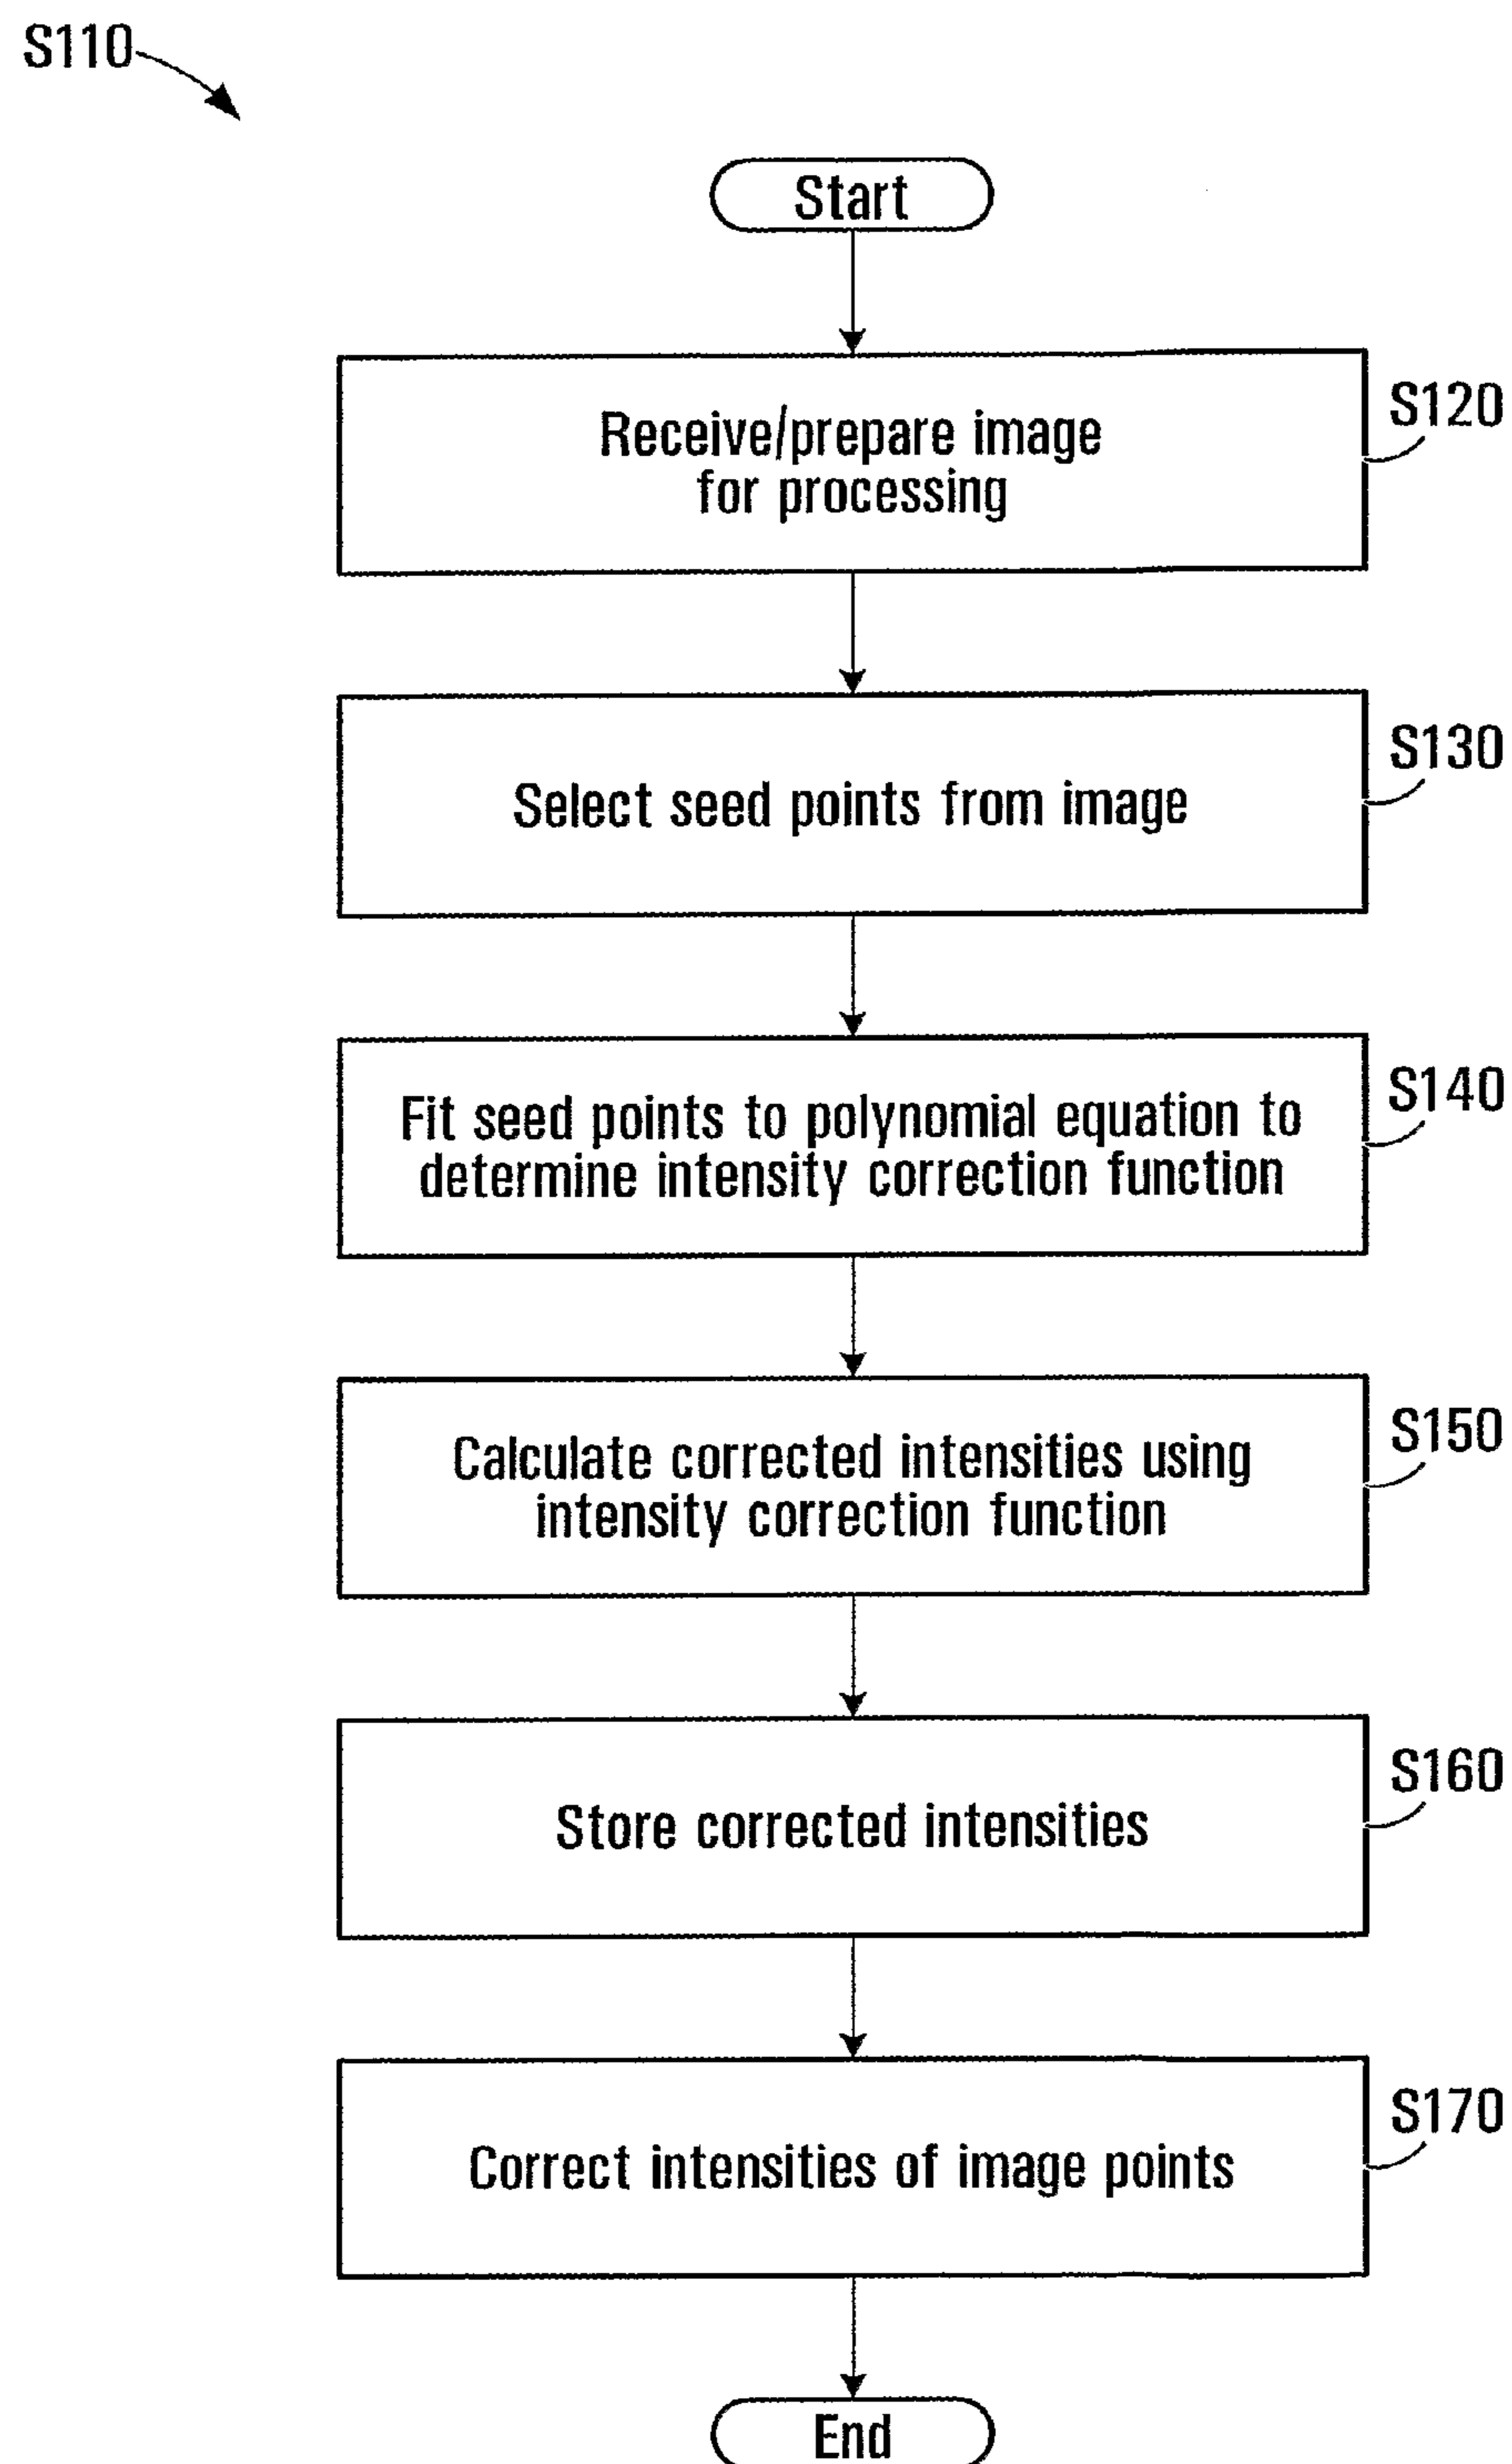 S110
Start
Receive/prepare image
for processing
S120
Select seed points from image
S130
Fit seed points to polynomial equation to
determine intensity correction function
S140
Calculate corrected intensities using
intensity correction function
S150
Store corrected intensities
S160
Correct intensities of image points
S170
End